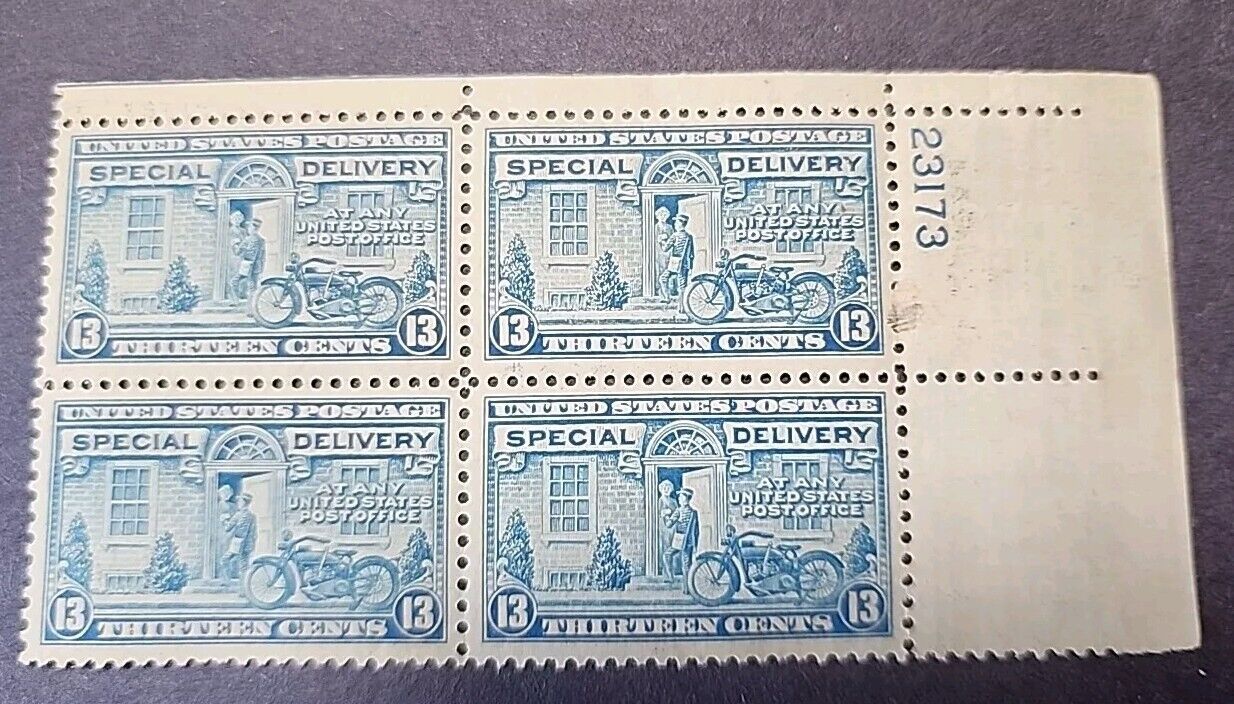 UNITED STATES POSTAGE
SPECIAL DELIVERY
AT ANY
UNITED STATES
POST OFFICE
13 13
THIRTEEN CENTS
UNITED STATES POSTAGE
SPECIAL DELIVERY
AT ANY
UNITED STATES
POST OFFICE
13 13
THIRTEEN CENTS
23173
UNITED STATES POSTAGE
SPECIAL DELIVERY
AT ANY
UNITED STATES
POST OFFICE
13 13
THIRTEEN CENTS
UNITED STATES POSTAGE
SPECIAL DELIVERY
AT ANY
UNITED STATES
POST OFFICE
13 13
THIRTEEN CENTS